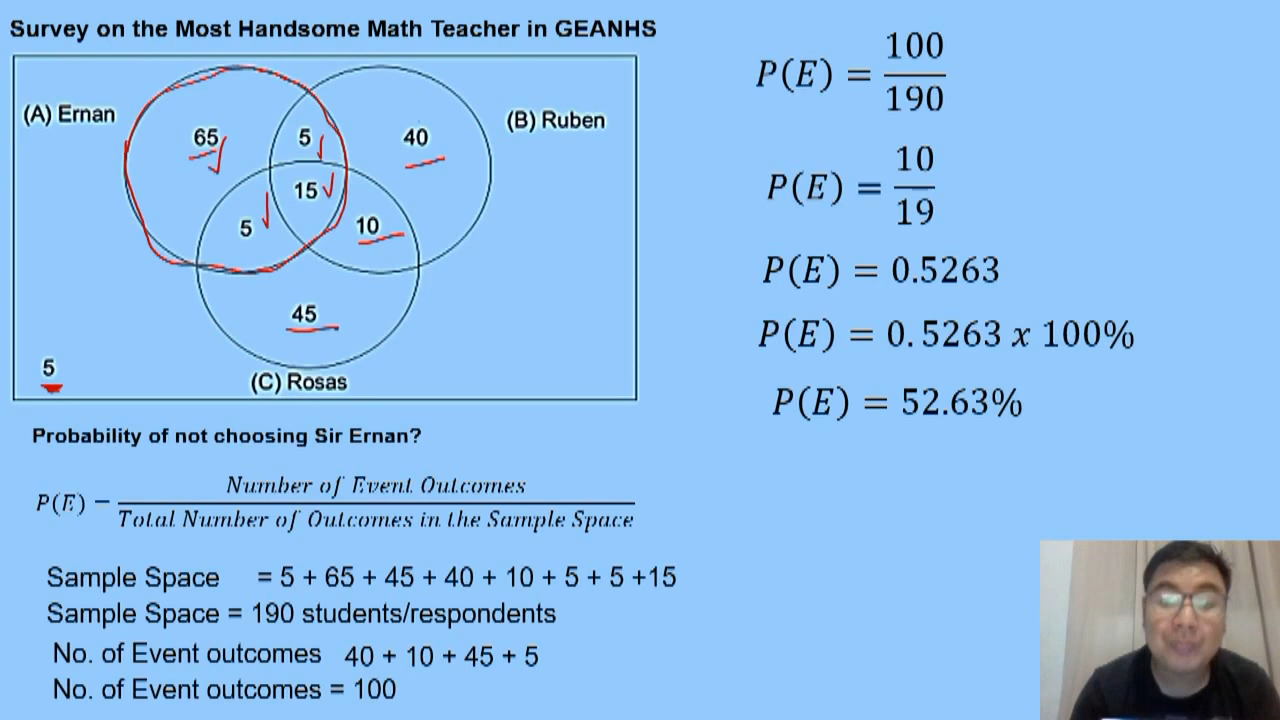 Survey on the Most Handsome Math Teacher in GEANHS
(A) Ernan
(B) Ruben
65
5
40
15
5
10
45
5
(C) Rosas
Probability of not choosing Sir Ernan?
P(E) = Number of Event Outcomes / Total Number of Outcomes in the Sample Space
Sample Space = 5 + 65 + 45 + 40 + 10 + 5 + 5 +15
Sample Space = 190 students/respondents
No. of Event outcomes 40 + 10 + 45 + 5
No. of Event outcomes = 100
P(E) = 100/190
P(E) = 10/19
P(E) = 0.5263
P(E) = 0.5263 x 100%
P(E) = 52.63%